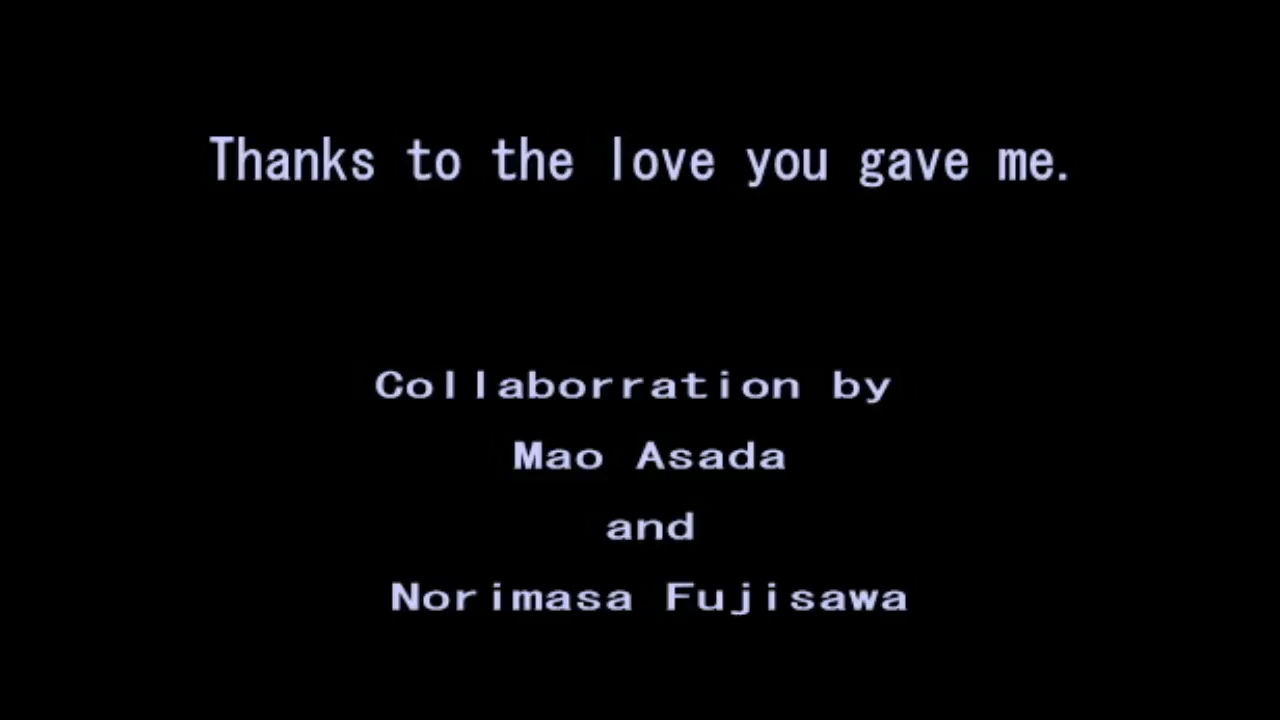 Thanks to the love you gave me.
Collaborration by
Mao Asada
and
Norimasa Fujisawa